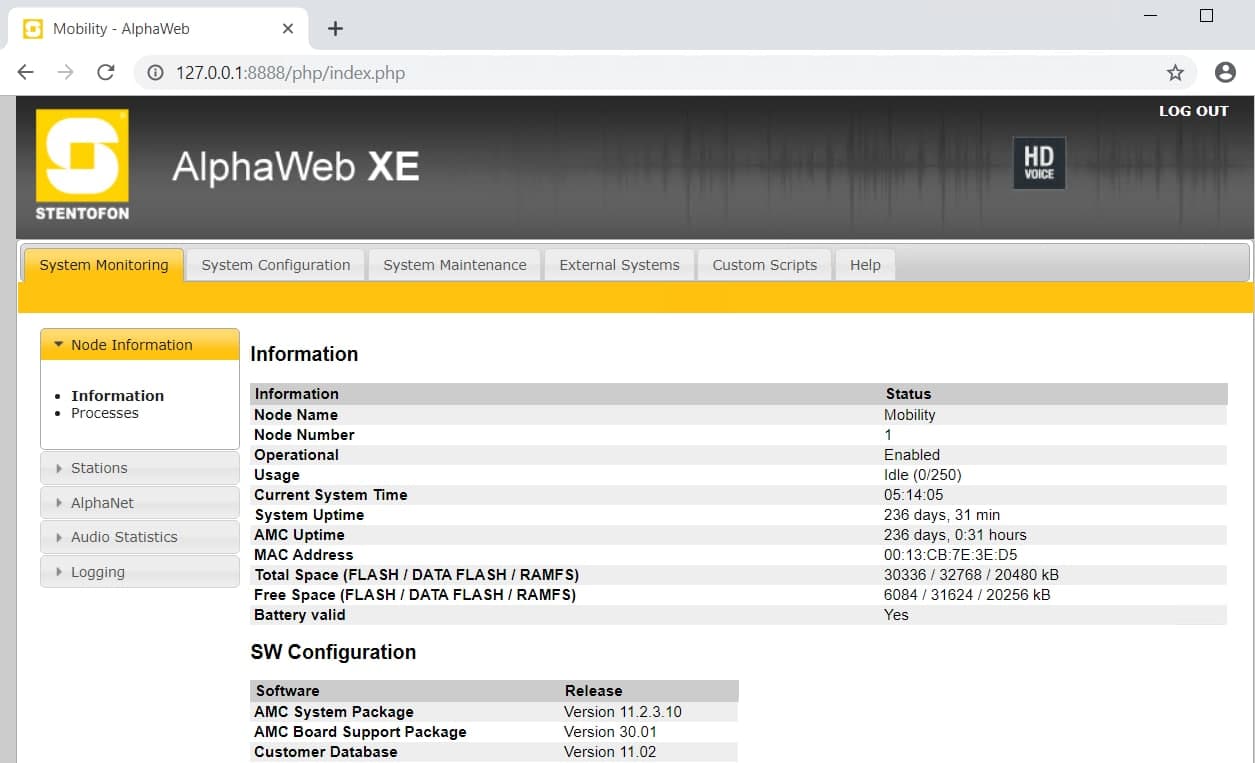 Mobility - AlphaWeb
127.0.0.1:8888/php/index.php
LOG OUT
STENTOFON
AlphaWeb XE
HD
VOICE
System Monitoring System Configuration System Maintenance External Systems Custom Scripts Help
Node Information
Information
Processes
Stations
AlphaNet
Audio Statistics
Logging
Information
Information Status
Node Name Mobility
Node Number 1
Operational Enabled
Usage Idle (0/250)
Current System Time 05:14:05
System Uptime 236 days, 31 min
AMC Uptime 236 days, 0:31 hours
MAC Address 00:13:CB:7E:3E:D5
Total Space (FLASH / DATA FLASH / RAMFS) 30336 / 32768 / 20480 kB
Free Space (FLASH / DATA FLASH / RAMFS) 6084 / 31624 / 20256 kB
Battery valid Yes
SW Configuration
Software Release
AMC System Package Version 11.2.3.10
AMC Board Support Package Version 30.01
Customer Database Version 11.02